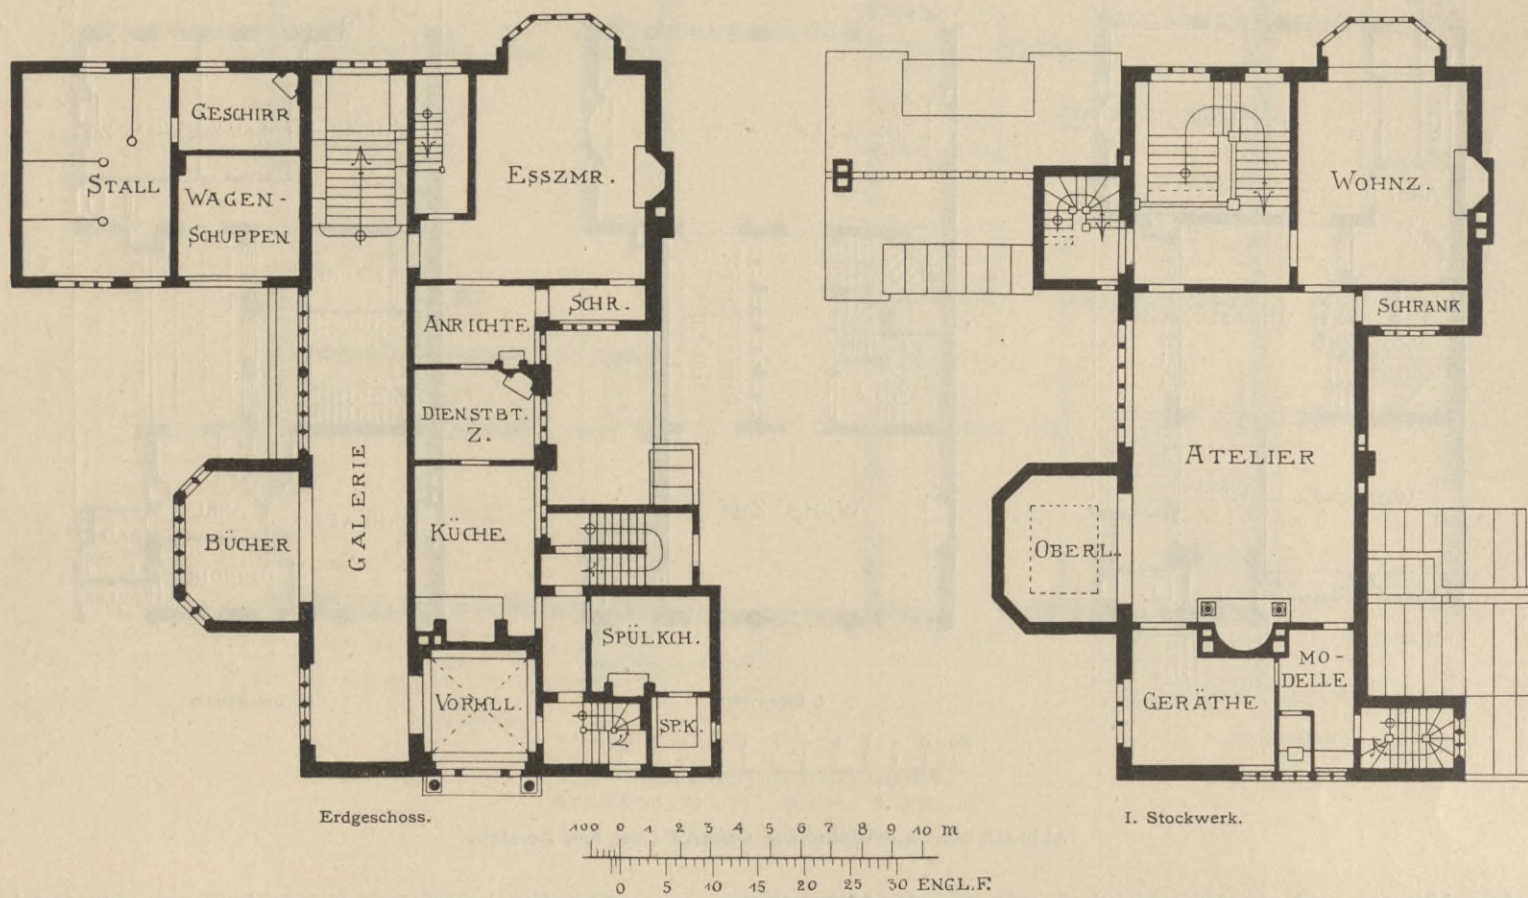 GESCHIRR
STALL
WAGEN-
SCHUPPEN
ESSZMR.
ANRICHTE
SCHR.
DIENSTBT.
Z.
GALERIE
BÜCHER
KÜCHE
SPÜLKCH.
VORHLL.
SP.K.
Erdgeschoss.
WOHNZ.
SCHRANK
ATELIER
OBERL.
MO-
DELLE
GERÄTHE
I. Stockwerk.
100 0 1 2 3 4 5 6 7 8 9 10 m
0 5 10 15 20 25 30 ENGL.F.